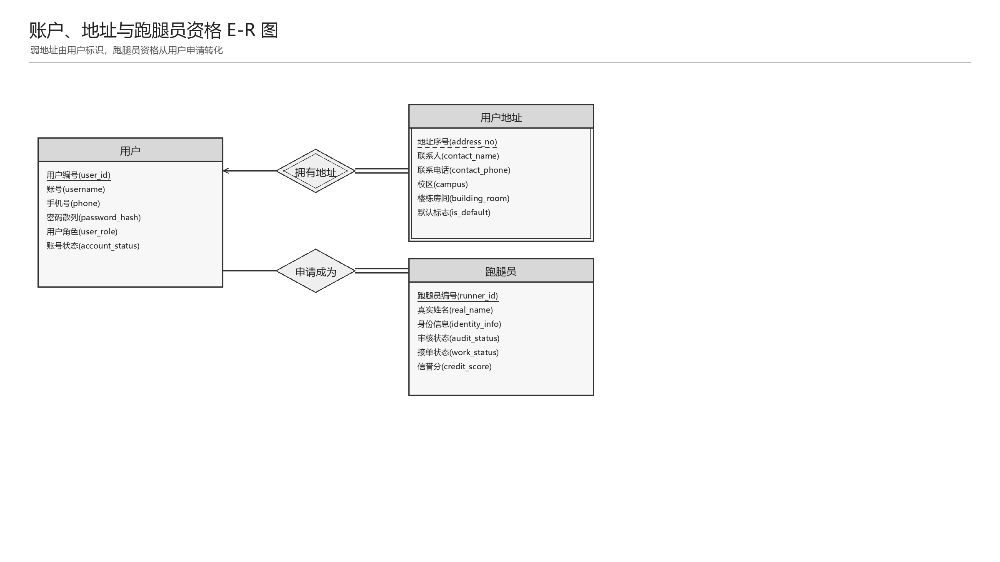 账户、地址与跑腿员资格 E-R 图
弱地址由用户标识，跑腿员资格从用户申请转化
用户
用户编号(user_id)
账号(username)
手机号(phone)
密码散列(password_hash)
用户角色(user_role)
账号状态(account_status)
拥有地址
申请成为
用户地址
地址序号(address_no)
联系人(contact_name)
联系电话(contact_phone)
校区(campus)
楼栋房间(building_room)
默认标志(is_default)
跑腿员
跑腿员编号(runner_id)
真实姓名(real_name)
身份信息(identity_info)
审核状态(audit_status)
接单状态(work_status)
信誉分(credit_score)